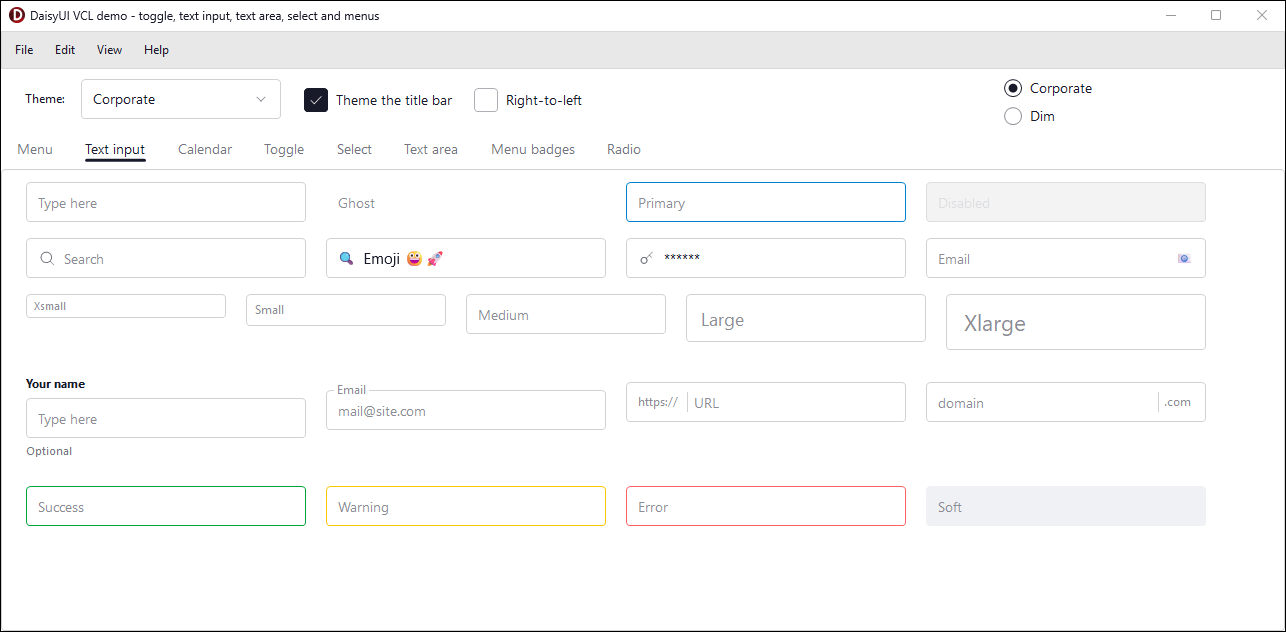 DaisyUI VCL demo - toggle, text input, text area, select and menus
File Edit View Help
Theme: Corporate Theme the title bar Right-to-left
Corporate
Dim
Menu Text input Calendar Toggle Select Text area Menu badges Radio
Type here Ghost Primary Disabled
Search 🔍 Emoji 😀 🚀 ****** Email
Xsmall Small Medium Large Xlarge
Your name
Type here
Optional
Email
mail@site.com
https:// URL domain .com
Success Warning Error Soft